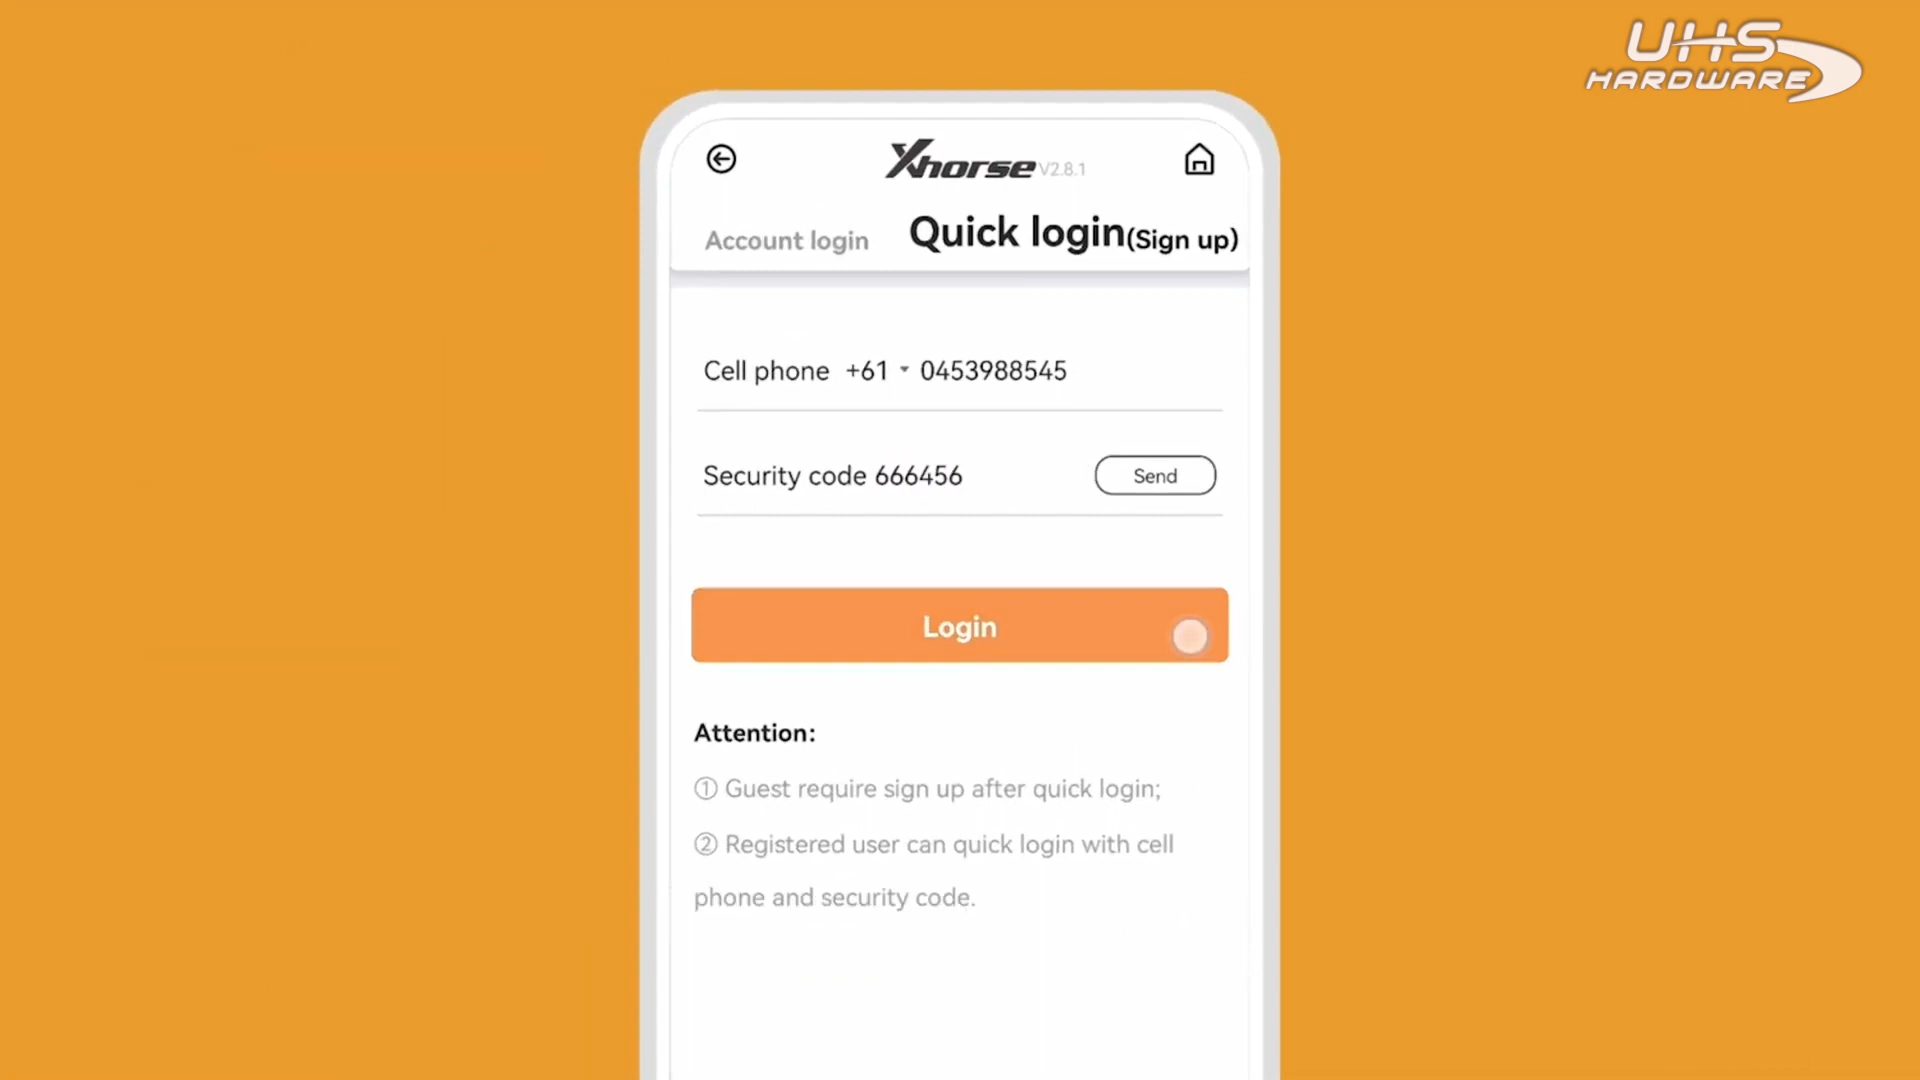 UHS
HARDWARE
Xhorse V2.8.1
Account login Quick login(Sign up)
Cell phone +61 0453988545
Security code 666456 Send
Login
Attention:
① Guest require sign up after quick login;
② Registered user can quick login with cell
phone and security code.